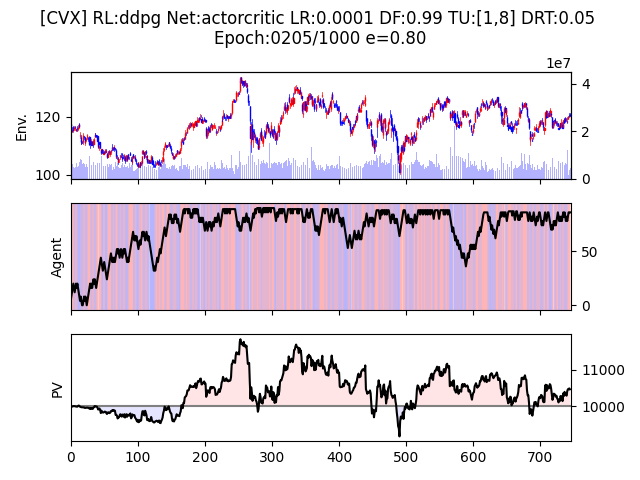 [CVX] RL:ddpg Net:actorcritic LR:0.0001 DF:0.99 TU:[1,8] DRT:0.05
Epoch:0205/1000 e=0.80
1e7
Env.
120
100
4
2
0
Agent
50
0
PV
11000
10000
0 100 200 300 400 500 600 700